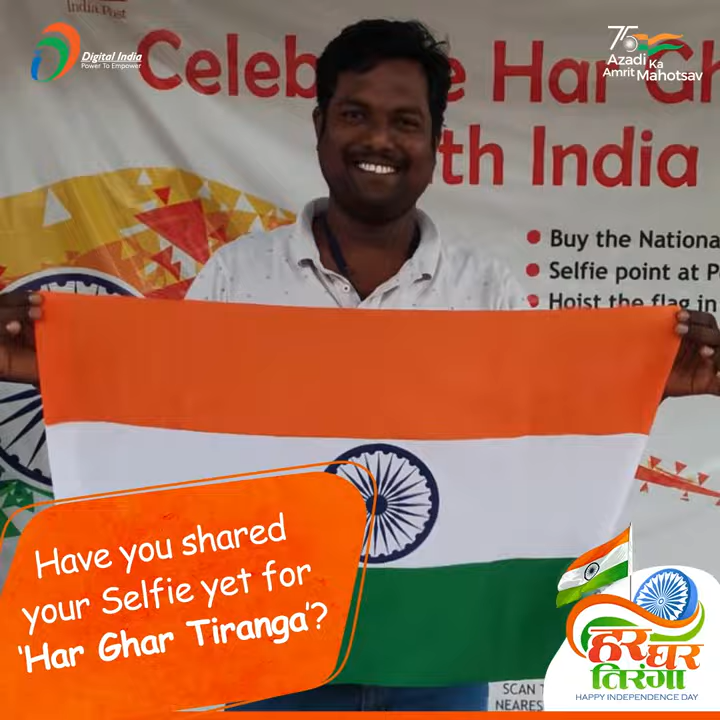 India Post
Digital India
Power To Empower
75
Azadi Ka
Amrit Mahotsav
Har
th India
Buy the Nationa
Selfie point at P
Hoist the flag in
Have you shared
your Selfie yet for
'Har Ghar Tiranga'?
SCAN
NEARES
हर घर
तिरंगा
HAPPY INDEPENDENCE DAY